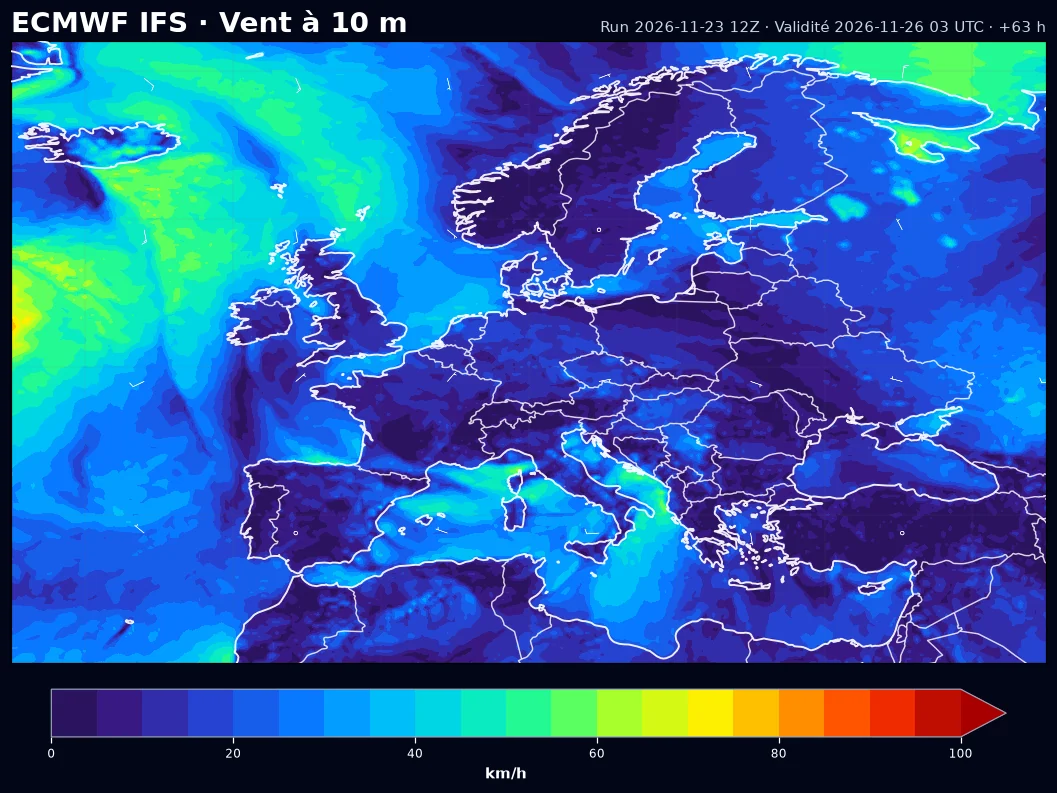 ECMWF IFS · Vent à 10 m
Run 2026-11-23 12Z · Validité 2026-11-26 03 UTC · +63 h
0 20 40 60 80 100
km/h